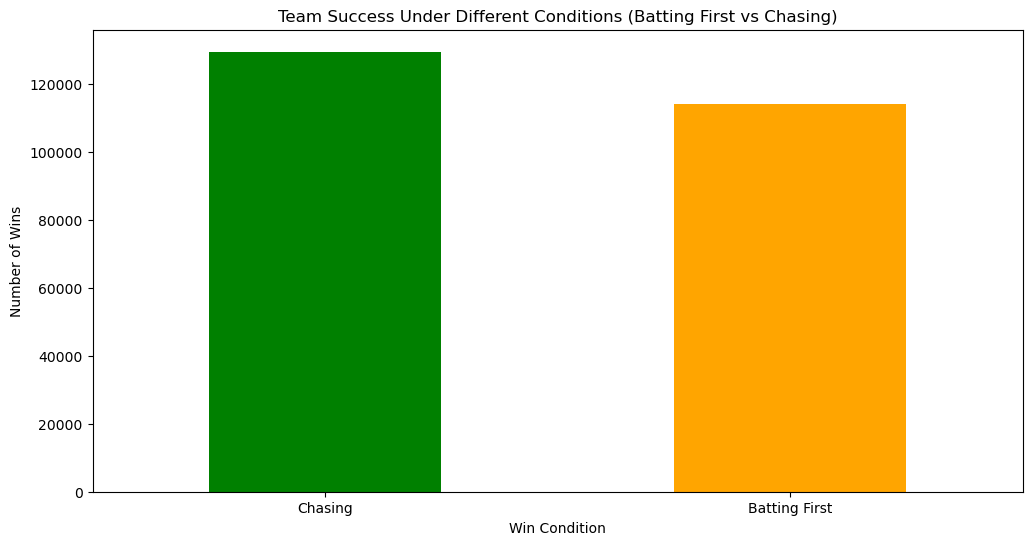 Team Success Under Different Conditions (Batting First vs Chasing)
120000
100000
80000
60000
40000
20000
0
Number of Wins
Chasing
Batting First
Win Condition